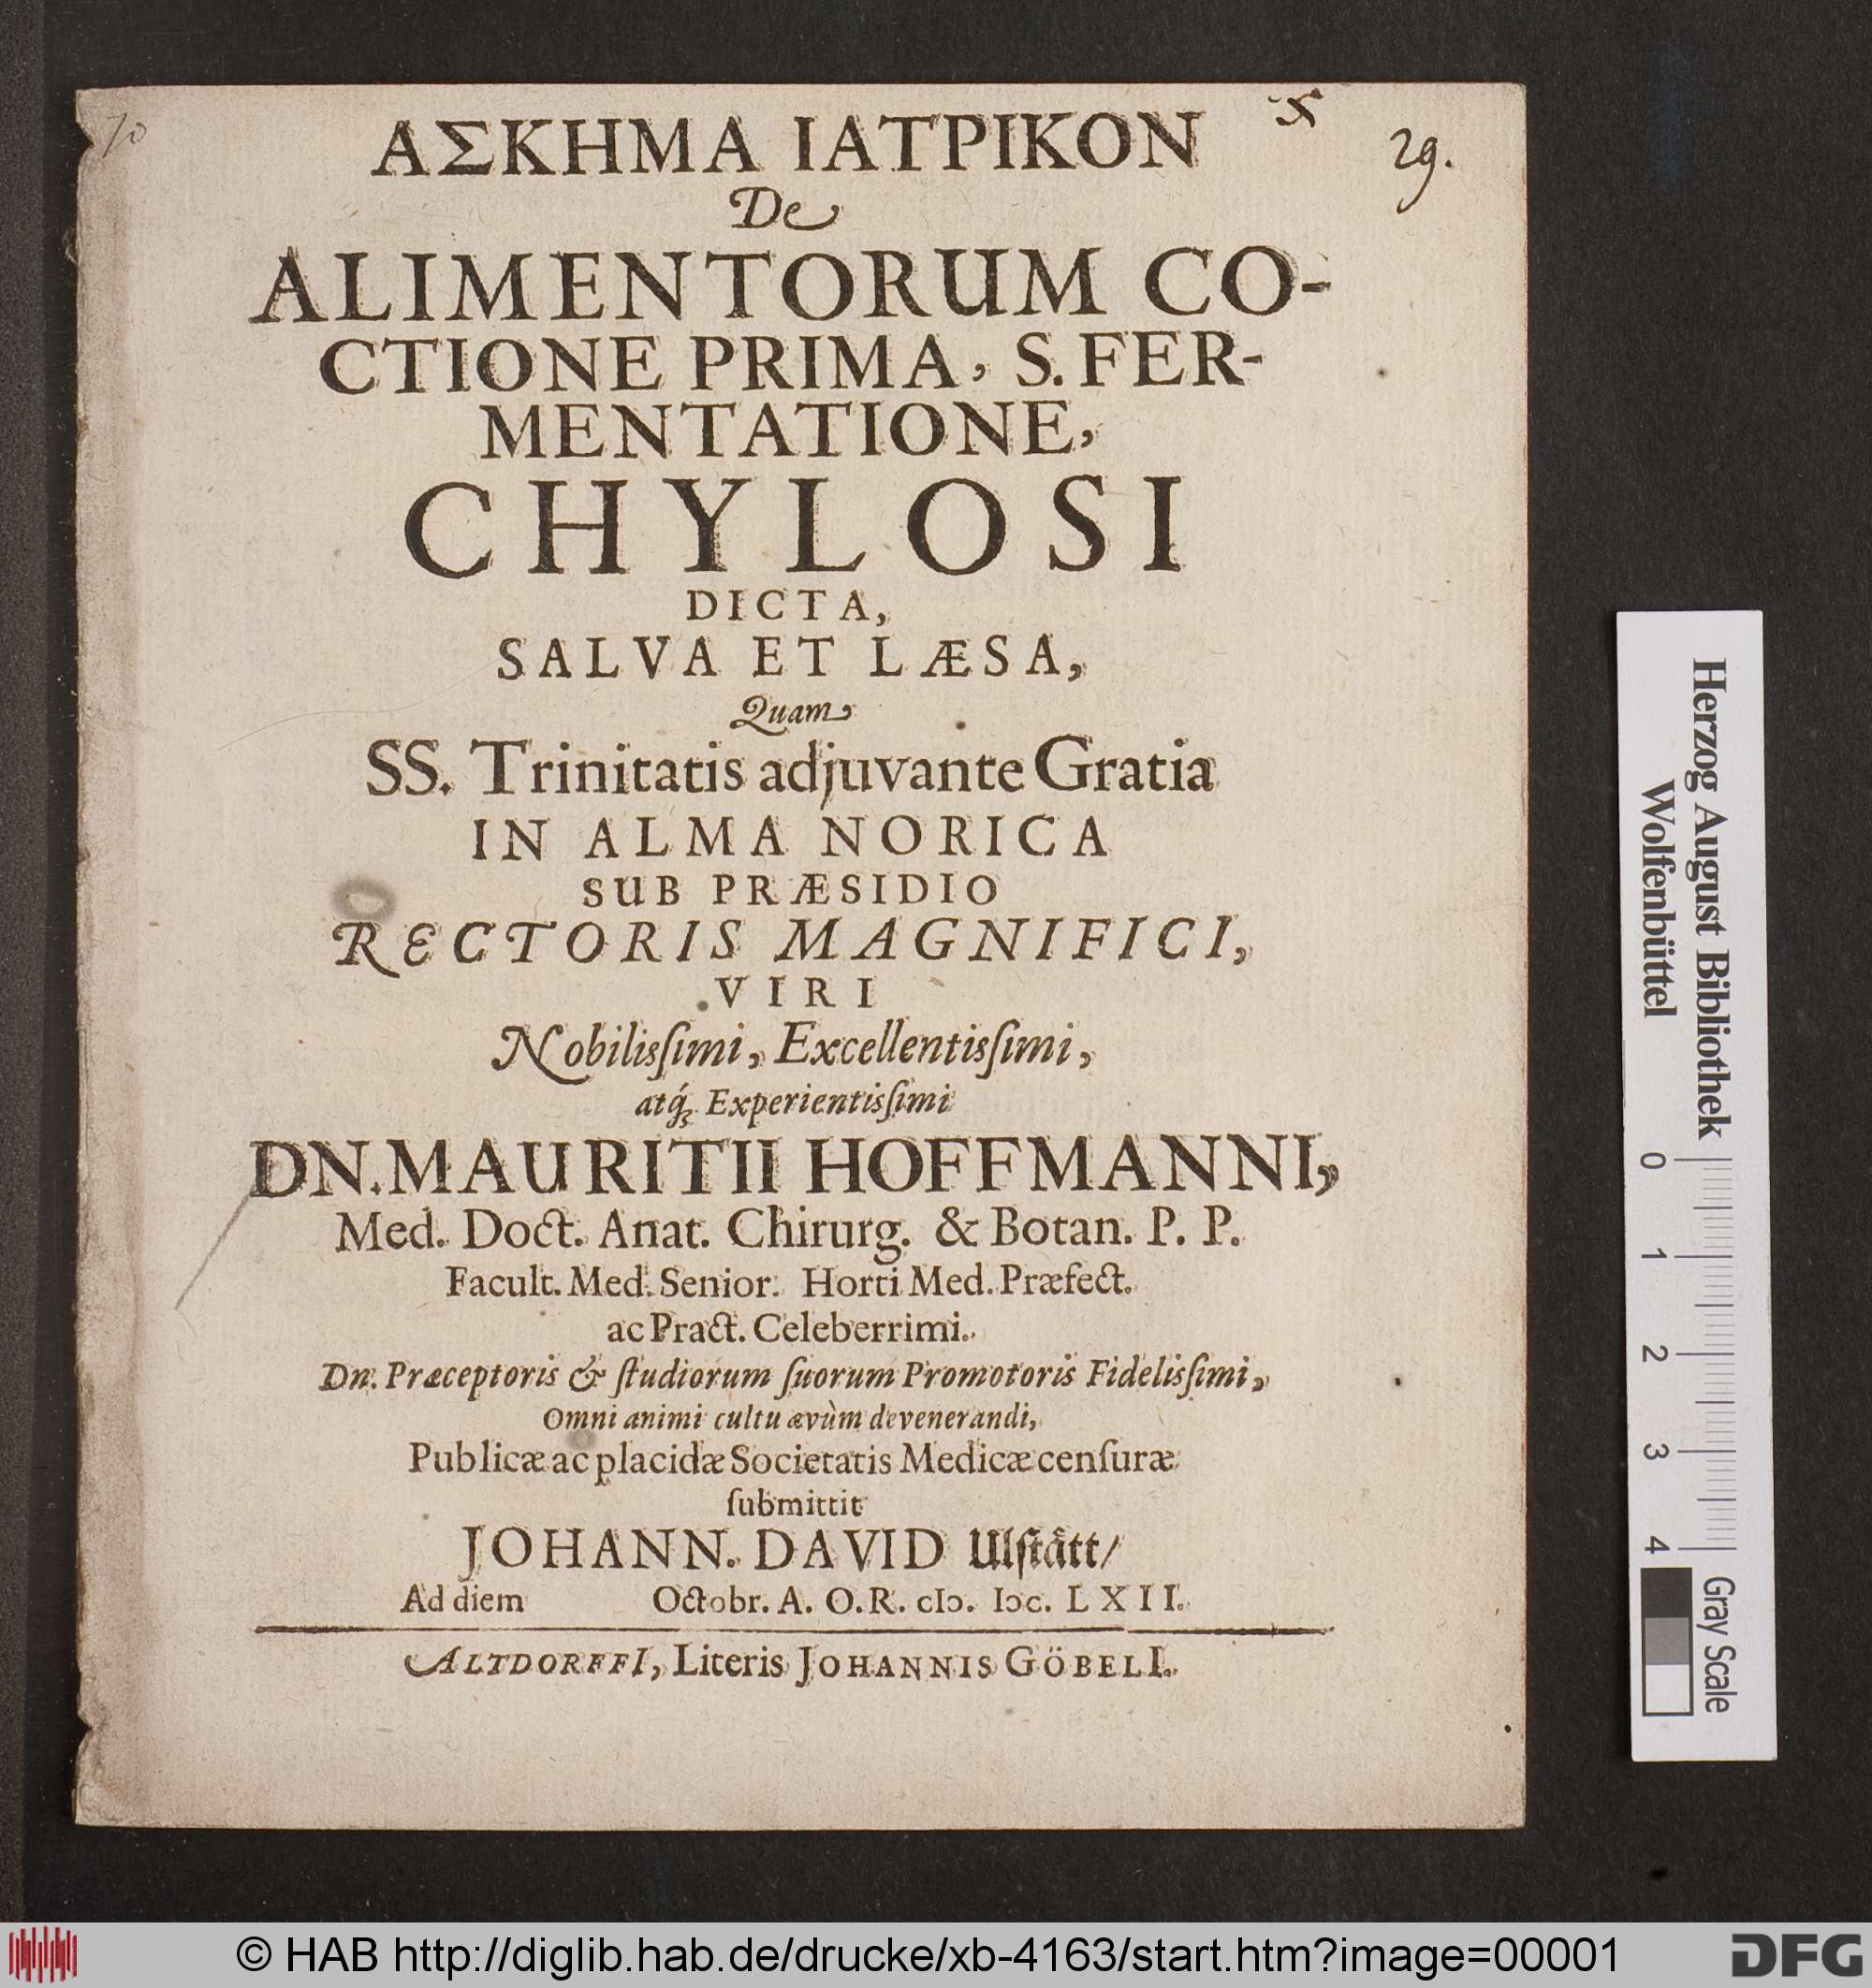 70
29.
ΑΣΚΗΜΑ ΙΑΤΡΙΚΟΝ
De
ALIMENTORUM CO-
CTIONE PRIMA, S. FER-
MENTATIONE,
CHYLOSI
DICTA,
SALVA ET LÆSA,
Quam
SS. Trinitatis adjuvante Gratia
IN ALMA NORICA
SUB PRÆSIDIO
RECTORIS MAGNIFICI,
VIRI
Nobilisſimi, Excellentisſimi,
atq́; Experientisſimi
DN. MAURITII HOFFMANNI,
Med. Doct. Anat. Chirurg. & Botan. P. P.
Facult. Med. Senior. Horti Med. Præfect.
ac Pract. Celeberrimi.
Dn. Præceptoris & ſtudiorum ſuorum Promotoris Fidelisſimi,
Omni animi cultu ævùm devenerandi,
Publicæ ac placidæ Societatis Medicæ cenſuræ
ſubmittit
JOHANN. DAVID Ulſtått/
Ad diem Octobr. A. O. R. cIↄ. Iↄc. LXII.
ALTDORFFI, Literis JOHANNIS GÖBELI.
Herzog August Bibliothek
Wolfenbüttel
0 1 2 3 4
Gray Scale
© HAB http://diglib.hab.de/drucke/xb-4163/start.htm?image=00001
DFG